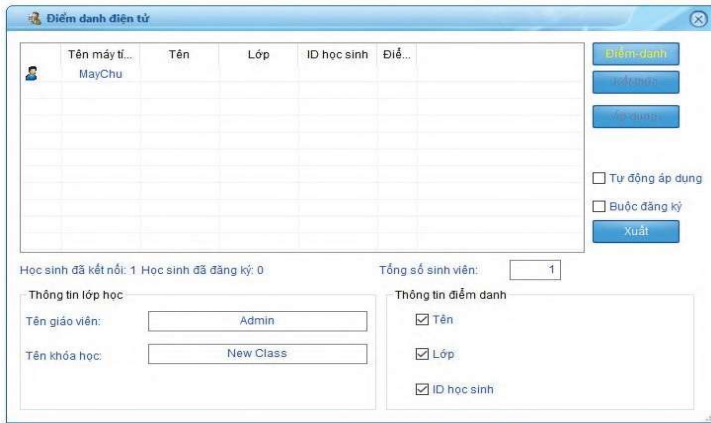 Điểm danh điện tử
Tên máy tí... Tên Lớp ID học sinh Điể...
MayChu
Điểm-danh
Áp dụng
Tự động áp dụng
Buộc đăng ký
Xuất
Học sinh đã kết nối: 1 Học sinh đã đăng ký: 0
Tổng số sinh viên: 1
Thông tin lớp học
Tên giáo viên: Admin
Tên khóa học: New Class
Thông tin điểm danh
Tên
Lớp
ID học sinh